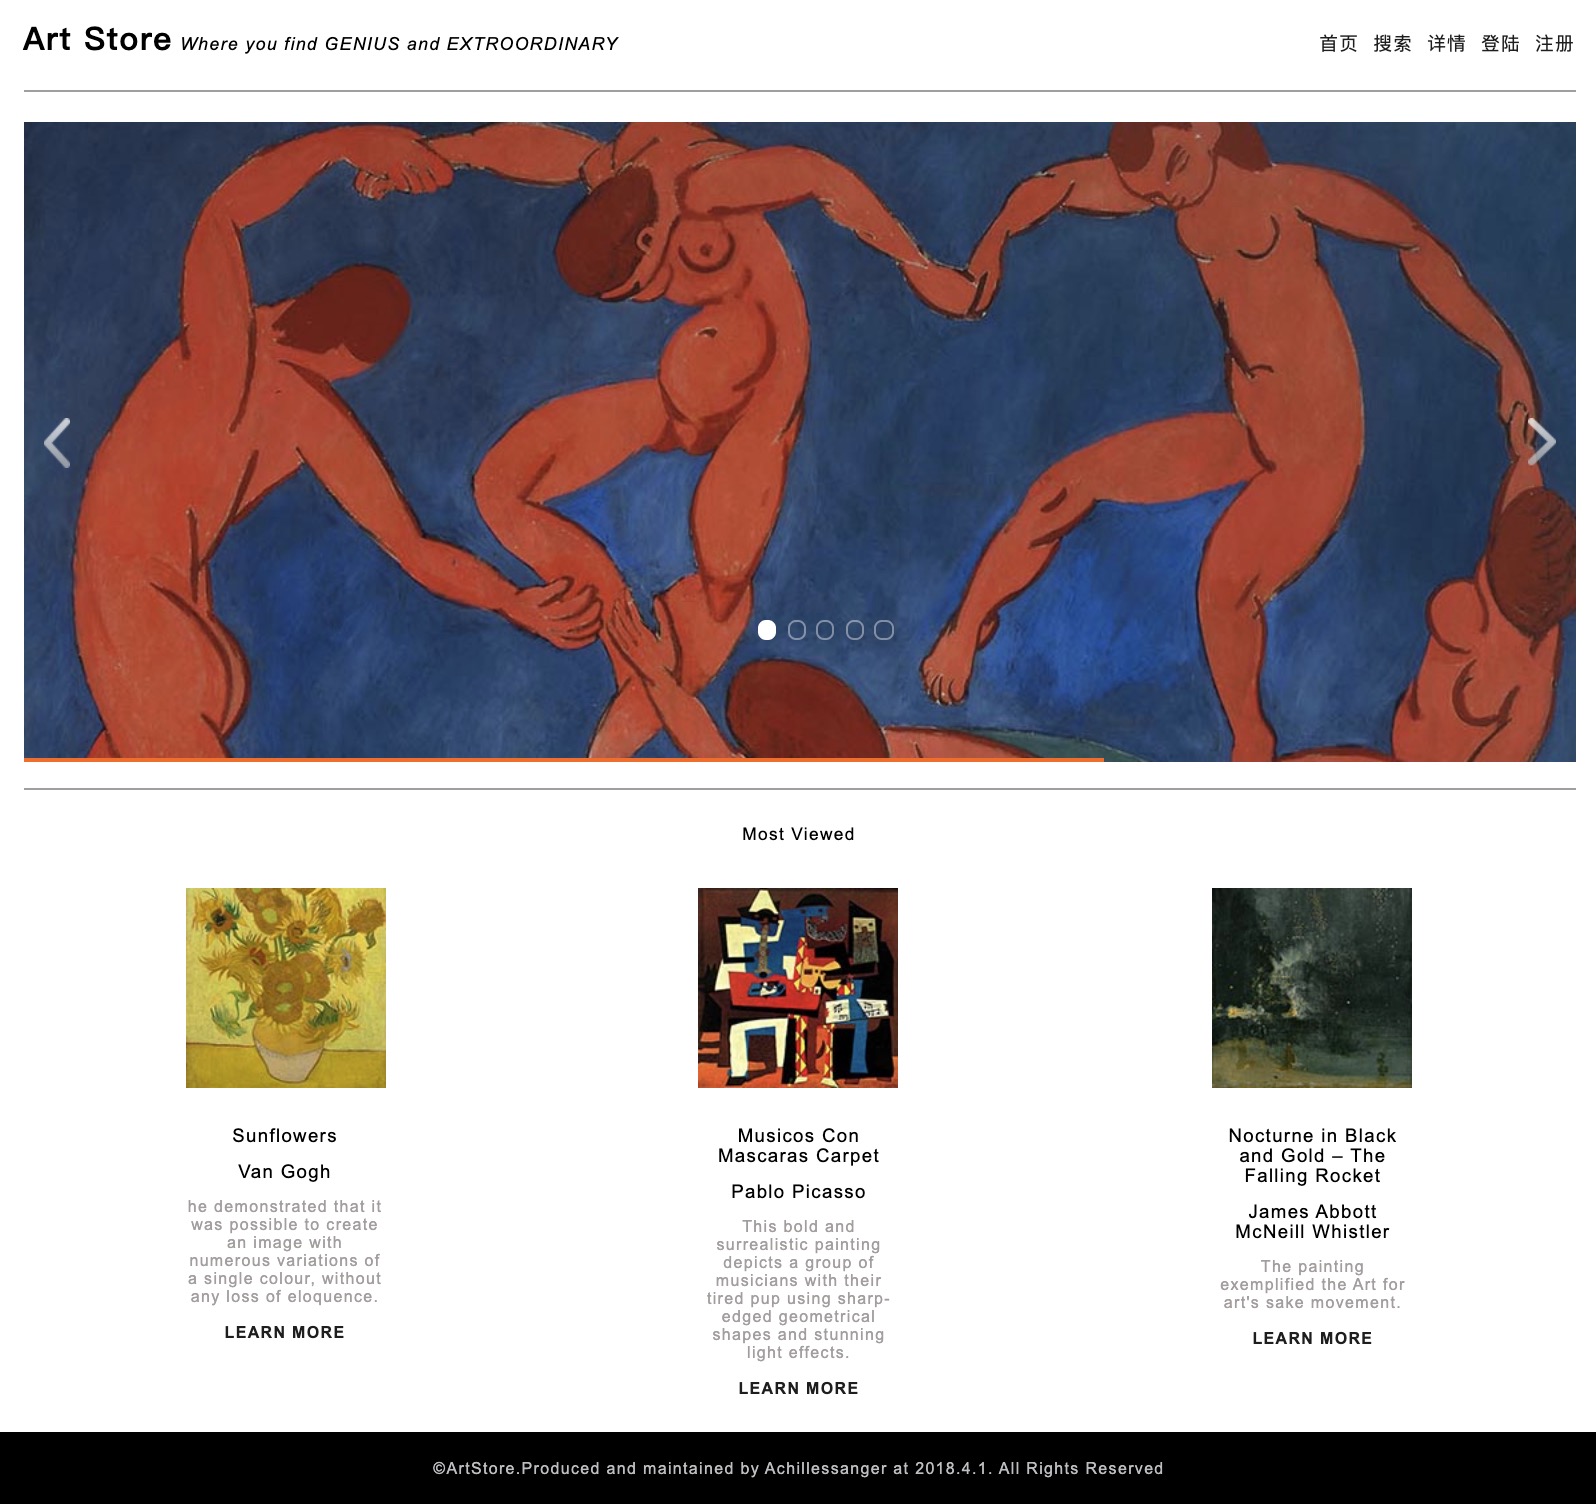 Art Store Where you find GENIUS and EXTROORDINARY
首页 搜索 详情 登陆 注册
Most Viewed
Sunflowers
Van Gogh
he demonstrated that it
was possible to create
an image with
numerous variations of
a single colour, without
any loss of eloquence.
LEARN MORE
Musicos Con
Mascaras Carpet
Pablo Picasso
This bold and
surrealistic painting
depicts a group of
musicians with their
tired pup using sharp-
edged geometrical
shapes and stunning
light effects.
LEARN MORE
Nocturne in Black
and Gold – The
Falling Rocket
James Abbott
McNeill Whistler
The painting
exemplified the Art for
art's sake movement.
LEARN MORE
©ArtStore.Produced and maintained by Achillessanger at 2018.4.1. All Rights Reserved